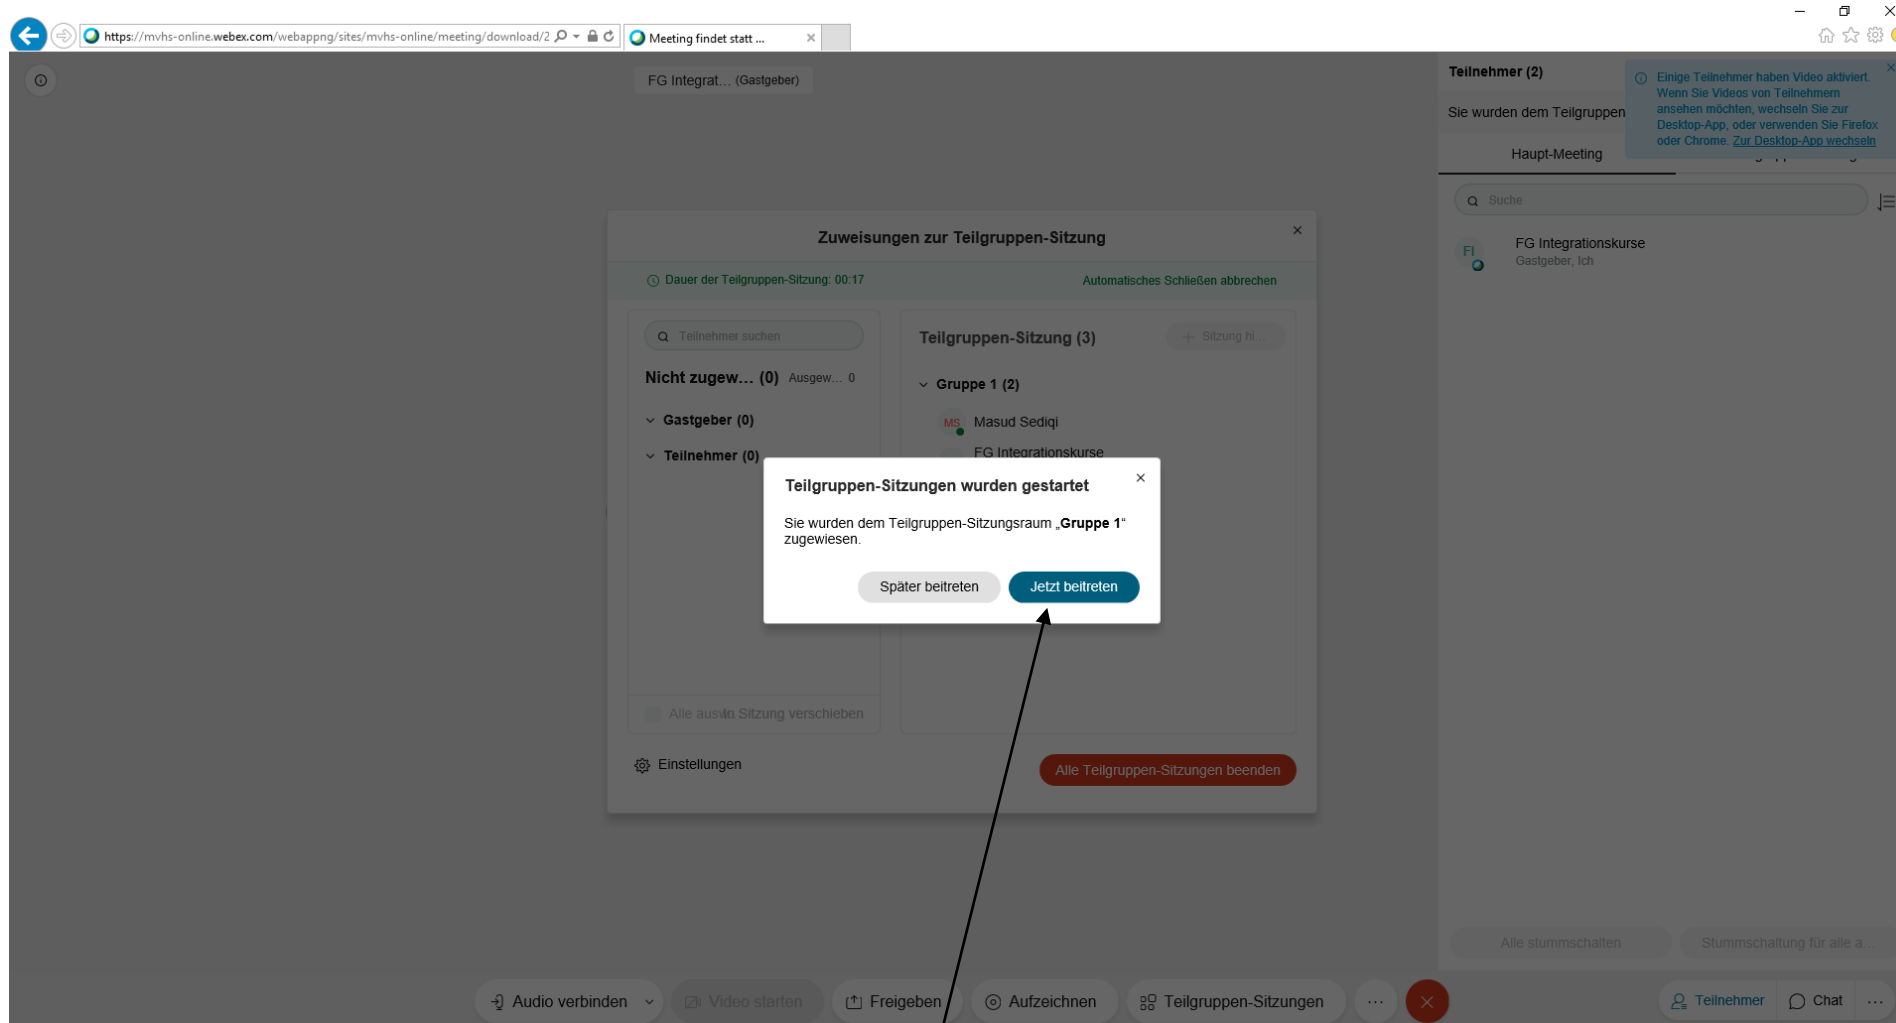 https://mvhs-online.webex.com/webappng/sites/mvhs-online/meeting/download/2
Meeting findet statt ...
FG Integrat... (Gastgeber)
Teilnehmer (2)
Sie wurden dem Teilgruppen
Einige Teilnehmer haben Video aktiviert.
Wenn Sie Videos von Teilnehmern
ansehen möchten, wechseln Sie zur
Desktop-App, oder verwenden Sie Firefox
oder Chrome. Zur Desktop-App wechseln
Haupt-Meeting
Suche
FI
FG Integrationskurse
Gastgeber, Ich
Zuweisungen zur Teilgruppen-Sitzung
Dauer der Teilgruppen-Sitzung: 00:17
Automatisches Schließen abbrechen
Teilnehmer suchen
Nicht zugew... (0) Ausgew... 0
Gastgeber (0)
Teilnehmer (0)
Teilgruppen-Sitzung (3)
+ Sitzung hi...
Gruppe 1 (2)
MS Masud Sediqi
FG Integrationskurse
Teilgruppen-Sitzungen wurden gestartet
Sie wurden dem Teilgruppen-Sitzungsraum „Gruppe 1“
zugewiesen.
Später beitreten
Jetzt beitreten
Alle ausw In Sitzung verschieben
Einstellungen
Alle Teilgruppen-Sitzungen beenden
Alle stummschalten
Stummschaltung für alle a...
Audio verbinden
Video starten
Freigeben
Aufzeichnen
Teilgruppen-Sitzungen
Teilnehmer
Chat